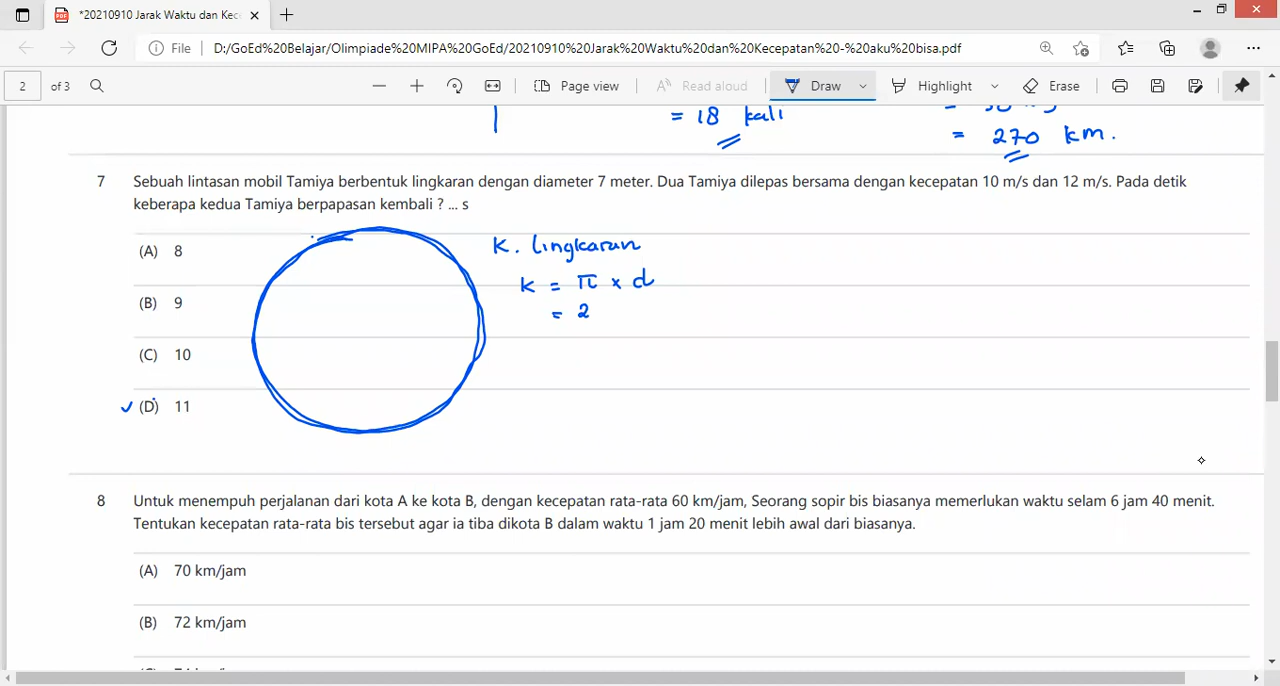 *20210910 Jarak Waktu dan Kec
File D:/GoEd%20Belajar/Olimpiade%20MIPA%20GoEd/20210910%20Jarak%20Waktu%20dan%20Kecepatan%20-%20aku%20bisa.pdf
2 of 3 Page view Read aloud Draw Highlight Erase
= 18 kali
= 270 km.
7 Sebuah lintasan mobil Tamiya berbentuk lingkaran dengan diameter 7 meter. Dua Tamiya dilepas bersama dengan kecepatan 10 m/s dan 12 m/s. Pada detik
keberapa kedua Tamiya berpapasan kembali ? ... s
(A) 8
(B) 9
(C) 10
(D) 11
K. lingkaran
K = π × d
= 2
8 Untuk menempuh perjalanan dari kota A ke kota B, dengan kecepatan rata-rata 60 km/jam, Seorang sopir bis biasanya memerlukan waktu selam 6 jam 40 menit.
Tentukan kecepatan rata-rata bis tersebut agar ia tiba dikota B dalam waktu 1 jam 20 menit lebih awal dari biasanya.
(A) 70 km/jam
(B) 72 km/jam